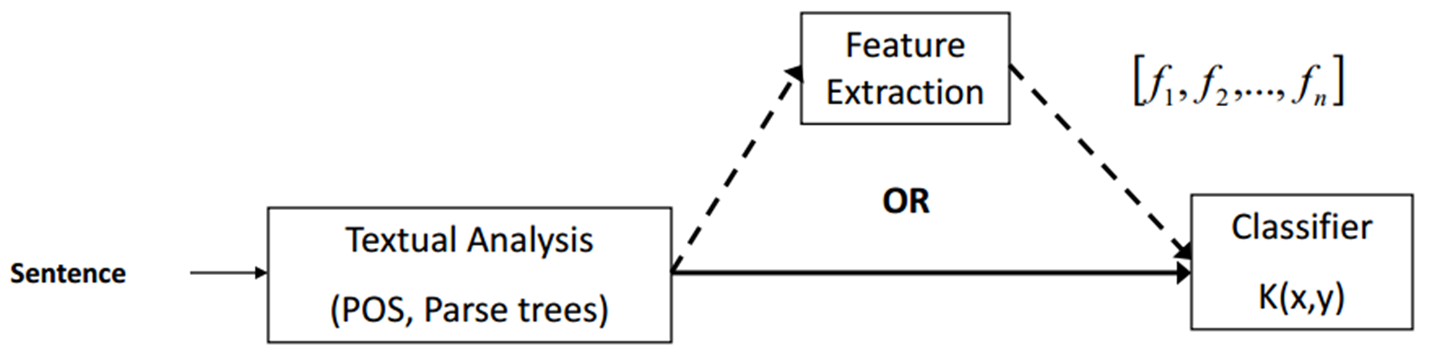 Feature
Extraction
[f₁, f₂,..., fₙ]
OR
Sentence
Textual Analysis
(POS, Parse trees)
Classifier
K(x,y)